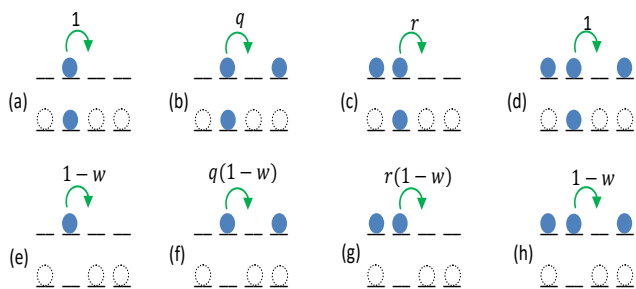 1 q r 1
(a) (b) (c) (d)
1 − w q(1 − w) r(1 − w) 1 − w
(e) (f) (g) (h)